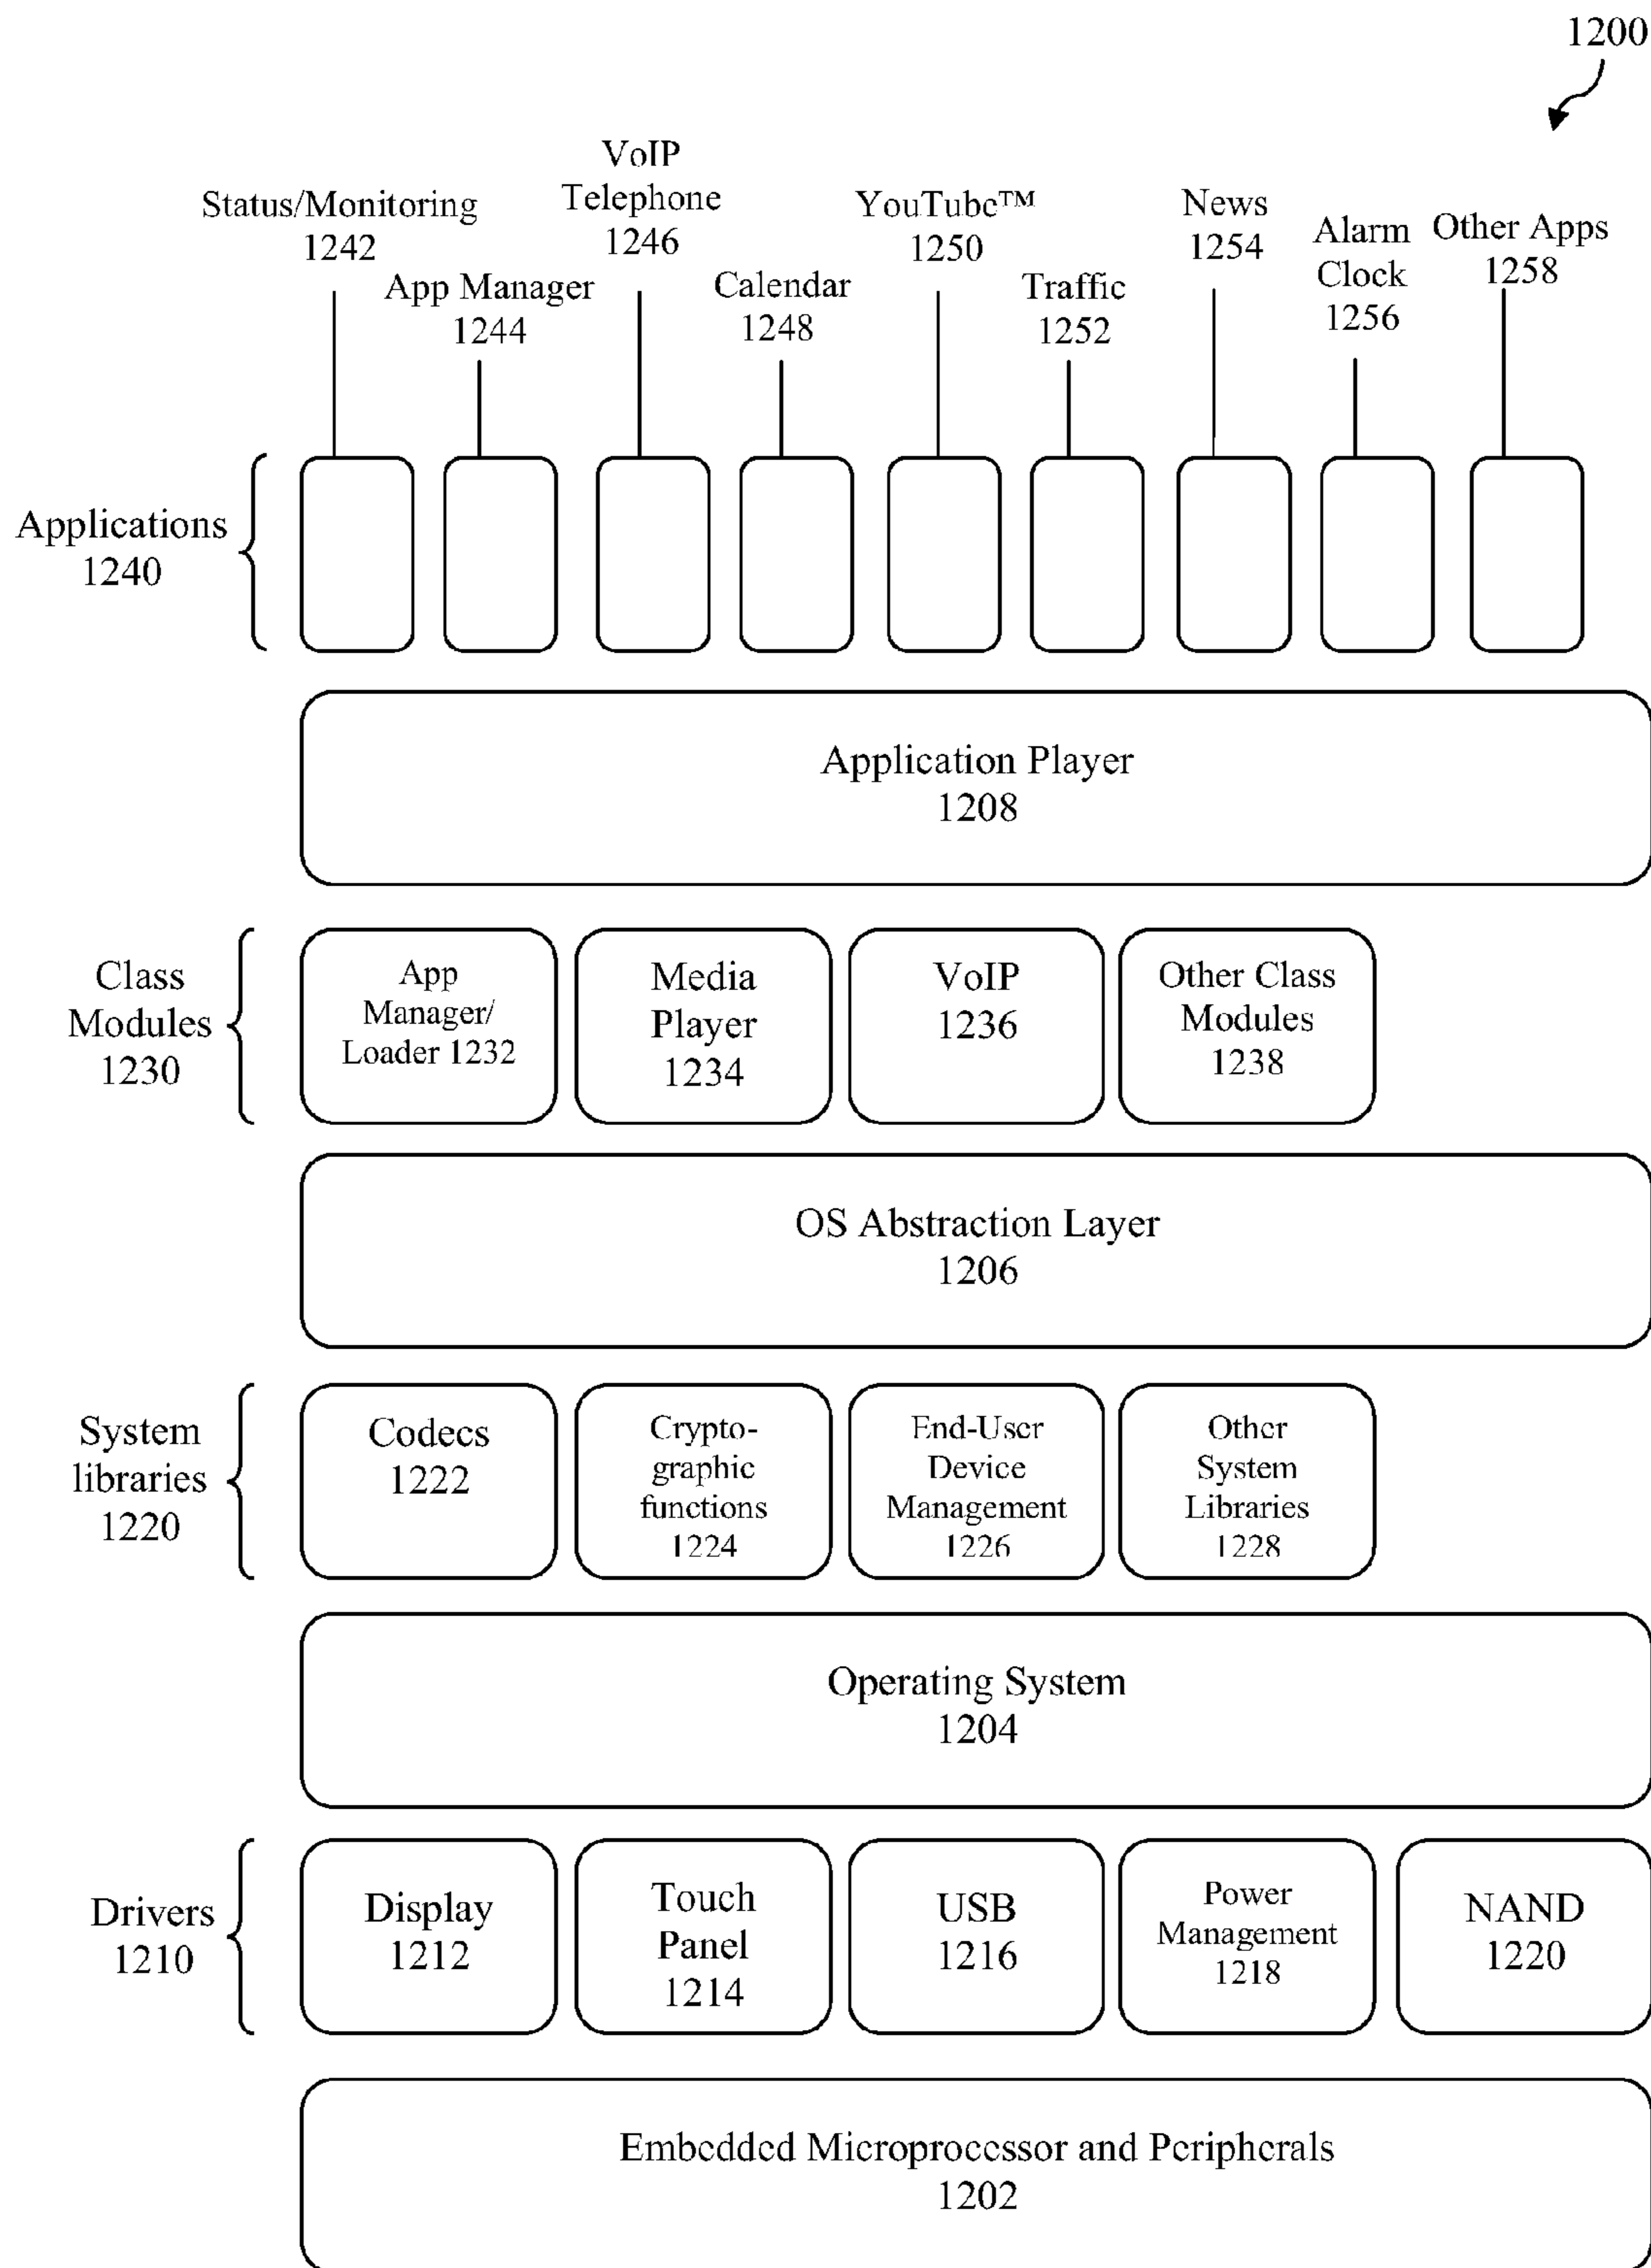 1200
Status/Monitoring
1242
App Manager
1244
VoIP
Telephone
1246
Calendar
1248
YouTube™
1250
Traffic
1252
News
1254
Alarm
Clock
1256
Other Apps
1258
Applications
1240
Application Player
1208
Class
Modules
1230
App
Manager/
Loader 1232
Media
Player
1234
VoIP
1236
Other Class
Modules
1238
OS Abstraction Layer
1206
System
libraries
1220
Codecs
1222
Crypto-
graphic
functions
1224
End-User
Device
Management
1226
Other
System
Libraries
1228
Operating System
1204
Drivers
1210
Display
1212
Touch
Panel
1214
USB
1216
Power
Management
1218
NAND
1220
Embedded Microprocessor and Peripherals
1202